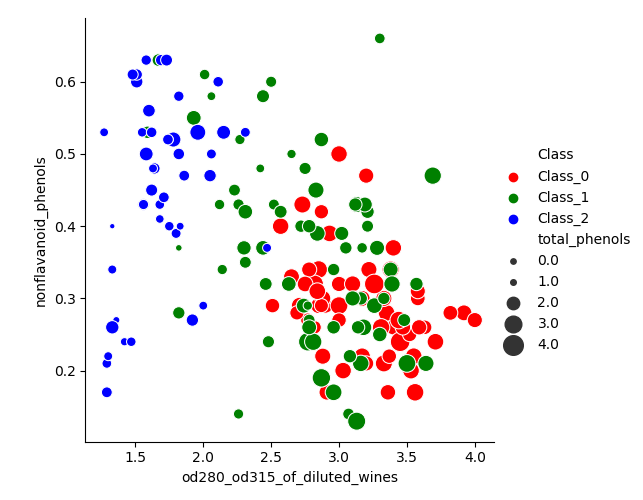 0.6
0.5
0.4
0.3
0.2
nonflavanoid_phenols
1.5 2.0 2.5 3.0 3.5 4.0
od280_od315_of_diluted_wines
Class
Class_0
Class_1
Class_2
total_phenols
0.0
1.0
2.0
3.0
4.0